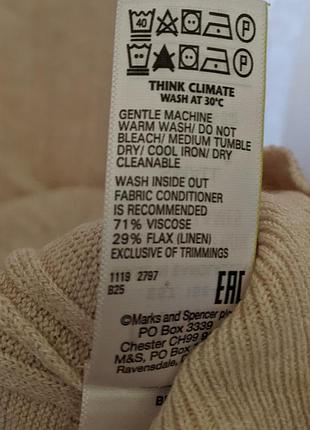 40 P
P
THINK CLIMATE
WASH AT 30°C
GENTLE MACHINE
WARM WASH/ DO NOT
BLEACH/ MEDIUM TUMBLE
DRY/ COOL IRON/ DRY
CLEANABLE
WASH INSIDE OUT
FABRIC CONDITIONER
IS RECOMMENDED
71% VISCOSE
29% FLAX (LINEN)
EXCLUSIVE OF TRIMMINGS
1119 2797
B25
EAC
©Marks and Spencer plc
PO Box 3339
Chester CH99 9
M&S, PO Box
Ravensdale,